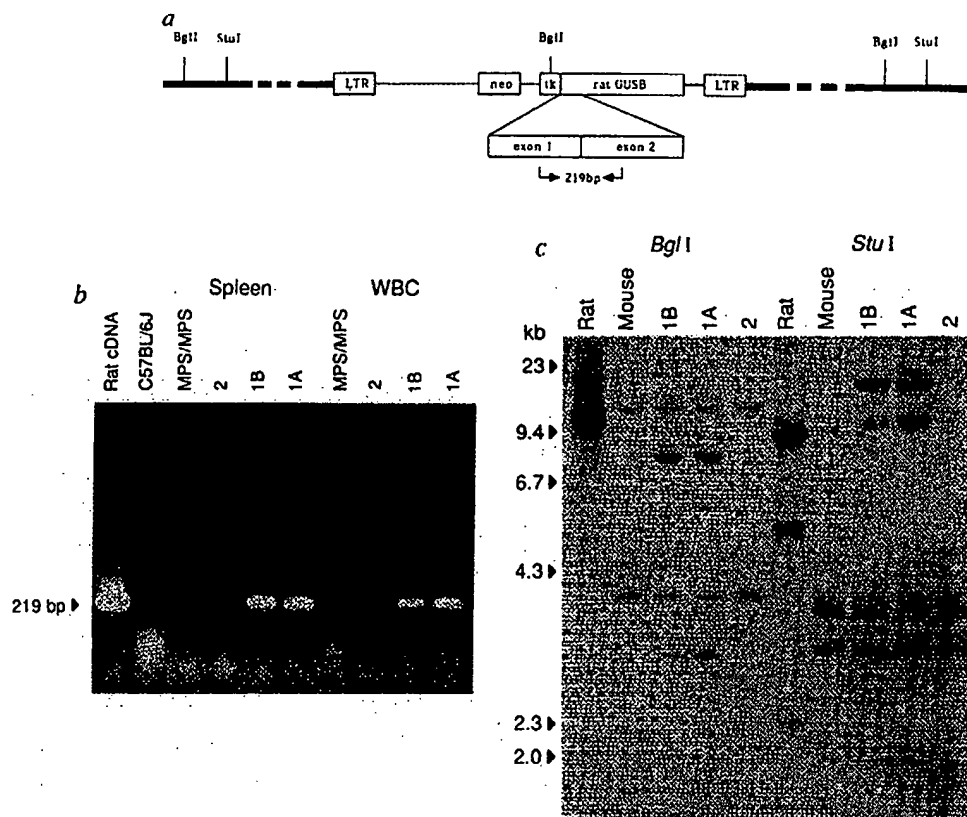 a
BglI StuI BglI BglI StuI
LTR neo tk rat GUSB LTR
exon 1 exon 2
219bp
b
Spleen WBC
Rat cDNA C57BL/6J MPS/MPS 2 1B 1A MPS/MPS 2 1B 1A
219 bp
c
Bgl I Stu I
Rat Mouse 1B 1A 2 Rat Mouse 1B 1A 2
kb
23
9.4
6.7
4.3
2.3
2.0